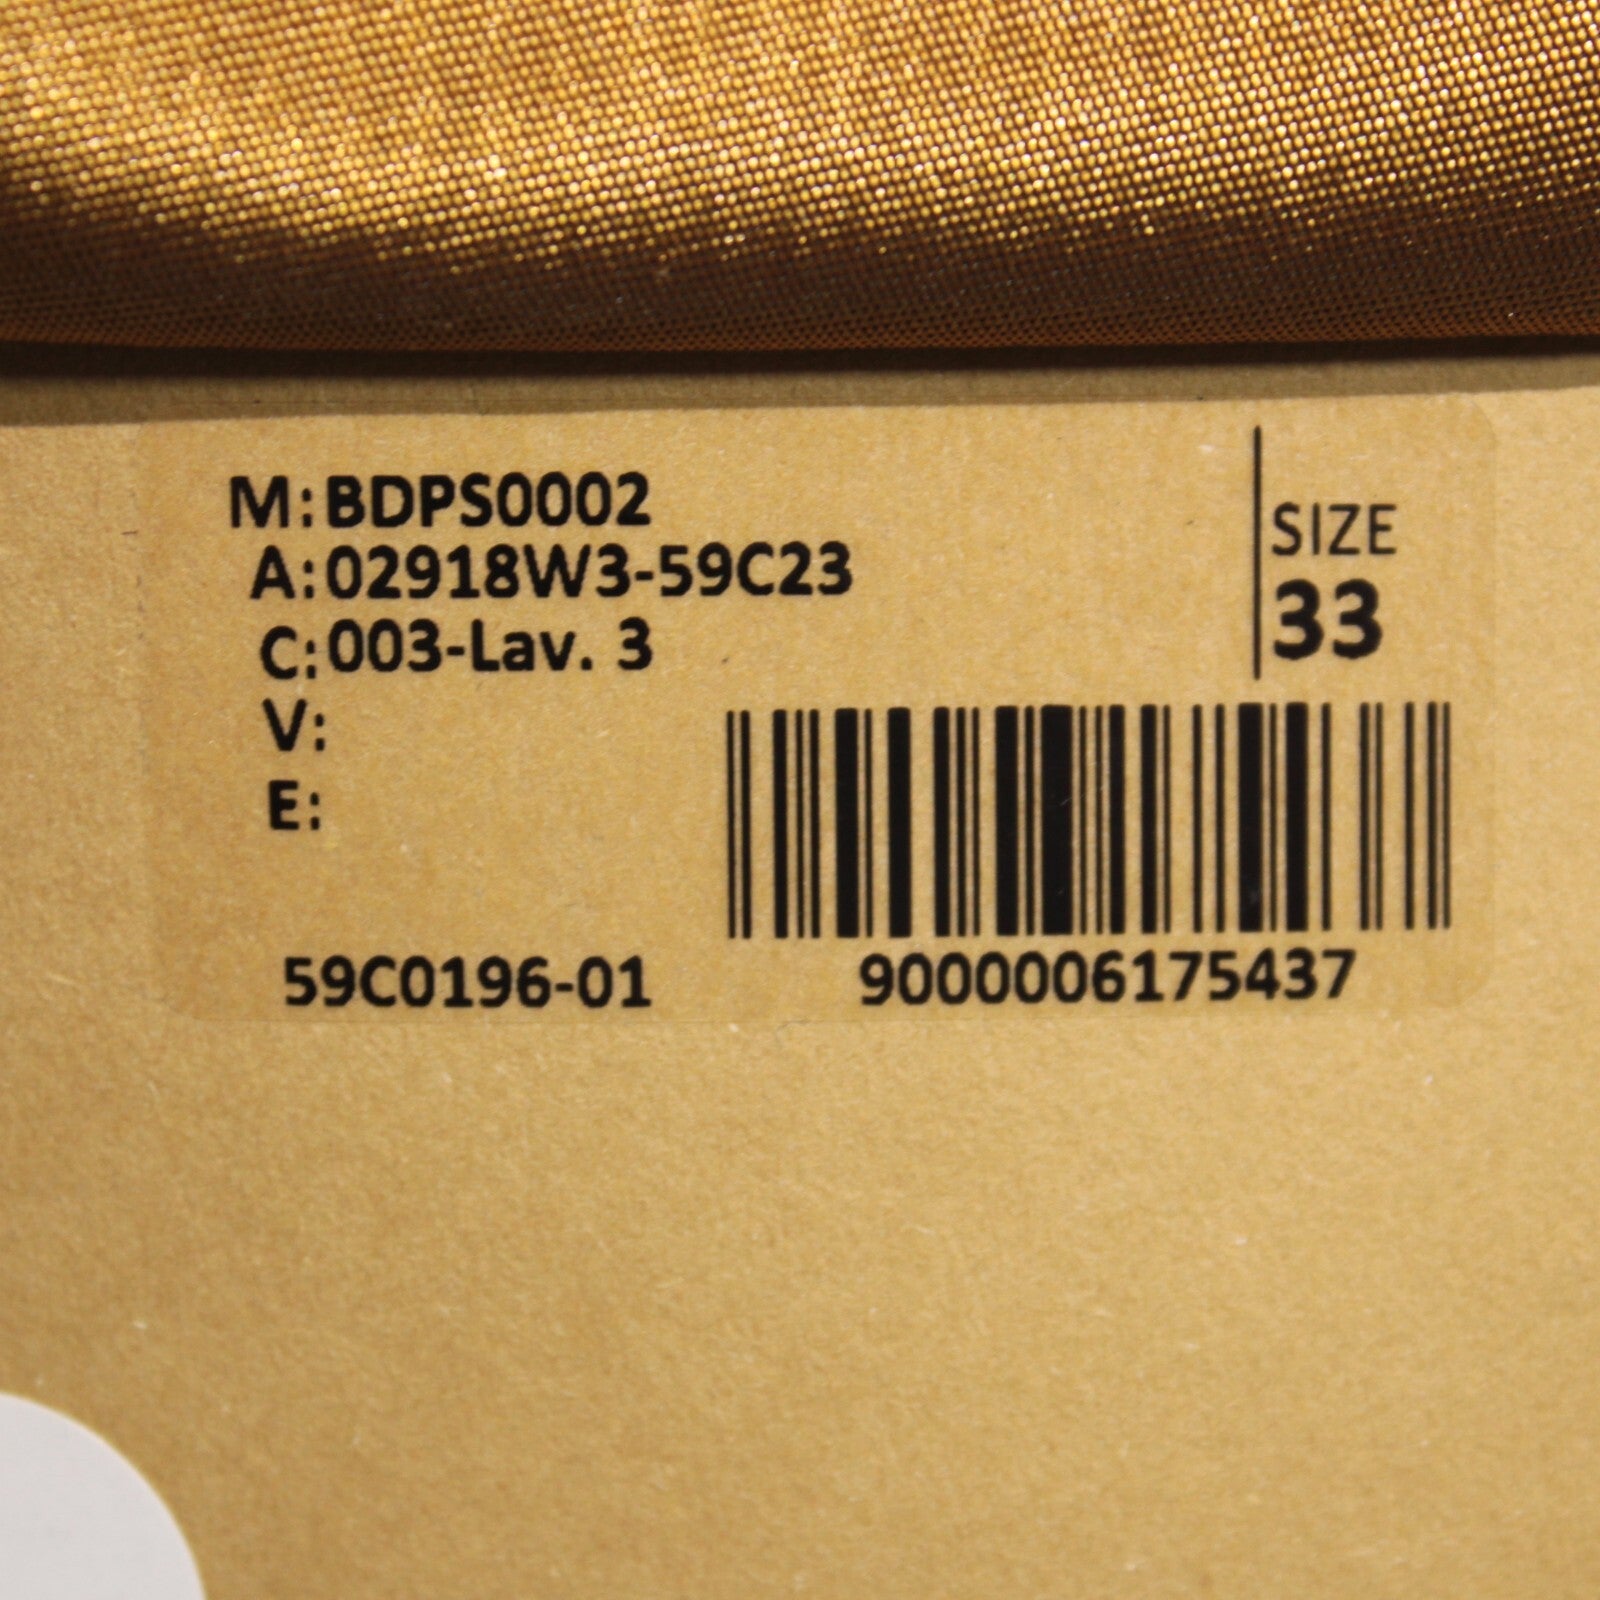 M: BDPS0002
A: 02918W3-59C23
C: 003-Lav. 3
V:
E:
SIZE
33
59C0196-01
9000006175437